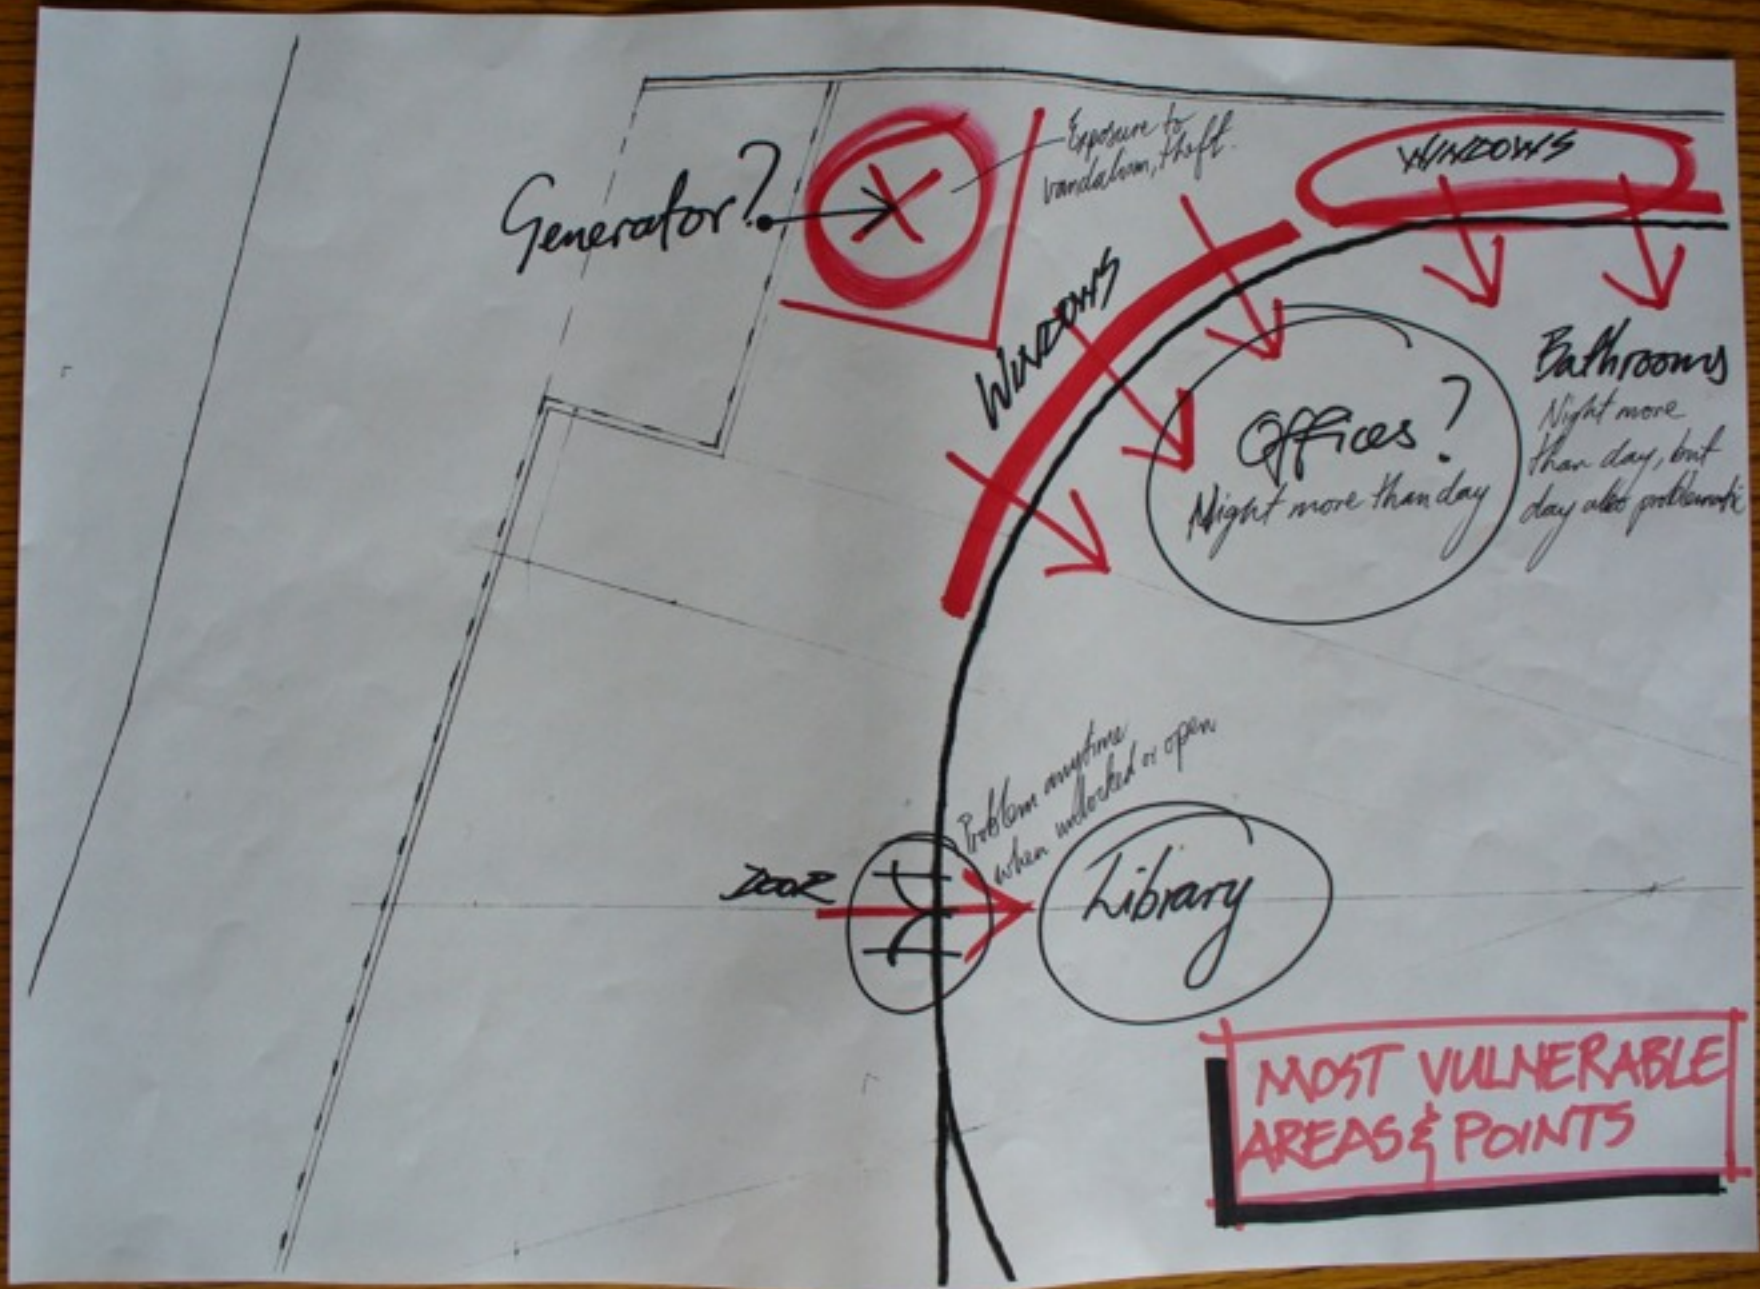 Generator?
Exposure to
vandalism, theft.
WINDOWS
WINDOWS
Offices?
Night more than day
Bathrooms
Night more
than day, but
day also problematic
Problem anytime
when unlocked or open
DOOR
Library
MOST VULNERABLE
AREAS & POINTS